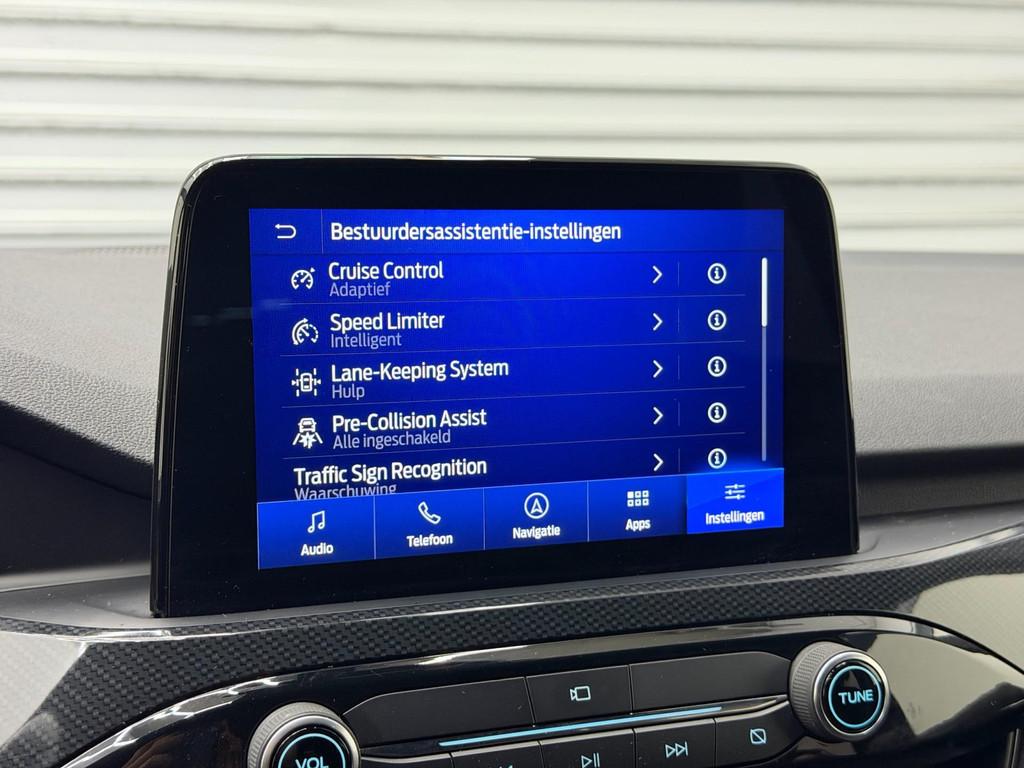 Bestuurdersassistentie-instellingen
Cruise Control
Adaptief
Speed Limiter
Intelligent
Lane-Keeping System
Hulp
Pre-Collision Assist
Alle ingeschakeld
Traffic Sign Recognition
Waarschuwing
Audio
Telefoon
Navigatie
Apps
Instellingen
TUNE
VOL